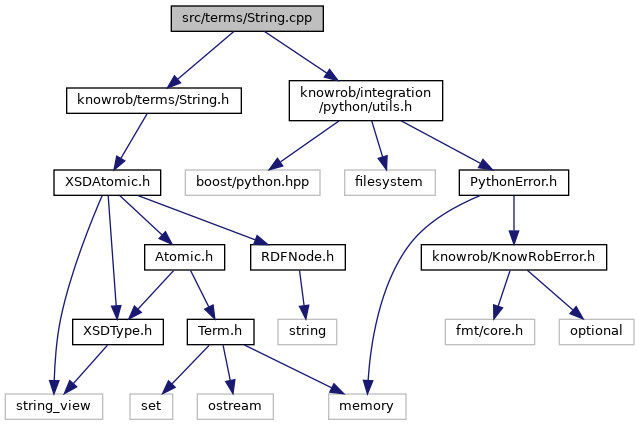 src/terms/String.cpp
knowrob/terms/String.h
knowrob/integration
/python/utils.h
XSDAtomic.h
boost/python.hpp
filesystem
PythonError.h
Atomic.h
RDFNode.h
knowrob/KnowRobError.h
XSDType.h
Term.h
string
fmt/core.h
optional
string_view
set
ostream
memory